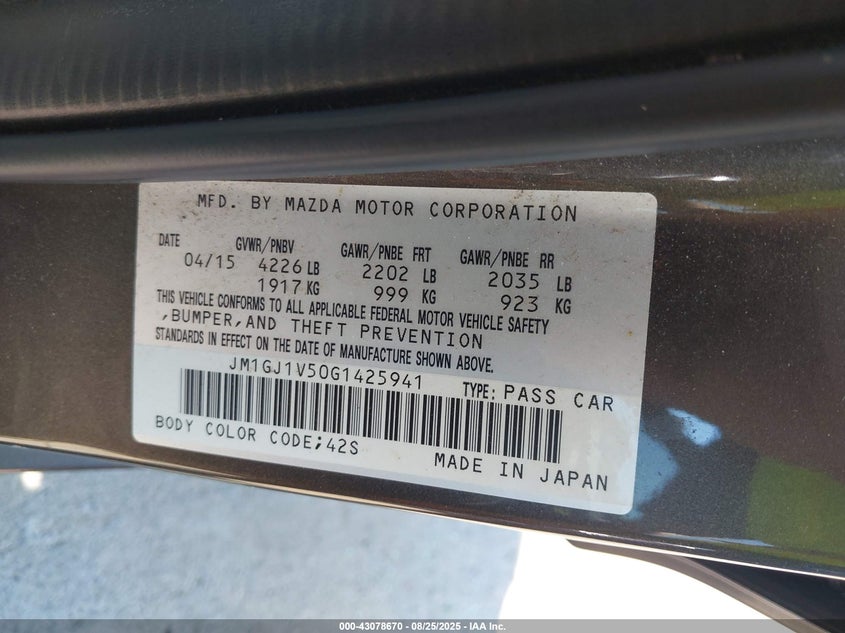 MFD. BY MAZDA MOTOR CORPORATION
DATE GVWR/PNBV GAWR/PNBE FRT GAWR/PNBE RR
04/15 4226 LB 2202 LB 2035 LB
1917 KG 999 KG 923 KG
THIS VEHICLE CONFORMS TO ALL APPLICABLE FEDERAL MOTOR VEHICLE SAFETY
,BUMPER,AND THEFT PREVENTION
STANDARDS IN EFFECT ON THE DATE OF MANUFACTURE SHOWN ABOVE.
JM1GJ1V50G1425941 TYPE: PASS CAR
BODY COLOR CODE;42S
MADE IN JAPAN
000-43078670 - 08/25/2025 - IAA Inc.